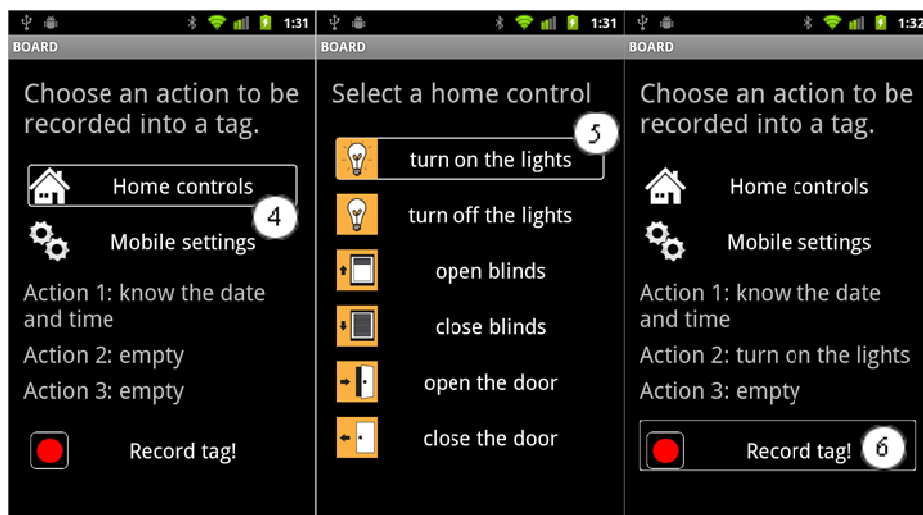 1:31
BOARD
Choose an action to be
recorded into a tag.
Home controls
4
Mobile settings
Action 1: know the date
and time
Action 2: empty
Action 3: empty
Record tag!
1:31
BOARD
Select a home control
5
turn on the lights
turn off the lights
open blinds
close blinds
open the door
close the door
1:32
BOARD
Choose an action to be
recorded into a tag.
Home controls
Mobile settings
Action 1: know the date
and time
Action 2: turn on the lights
Action 3: empty
Record tag!
6